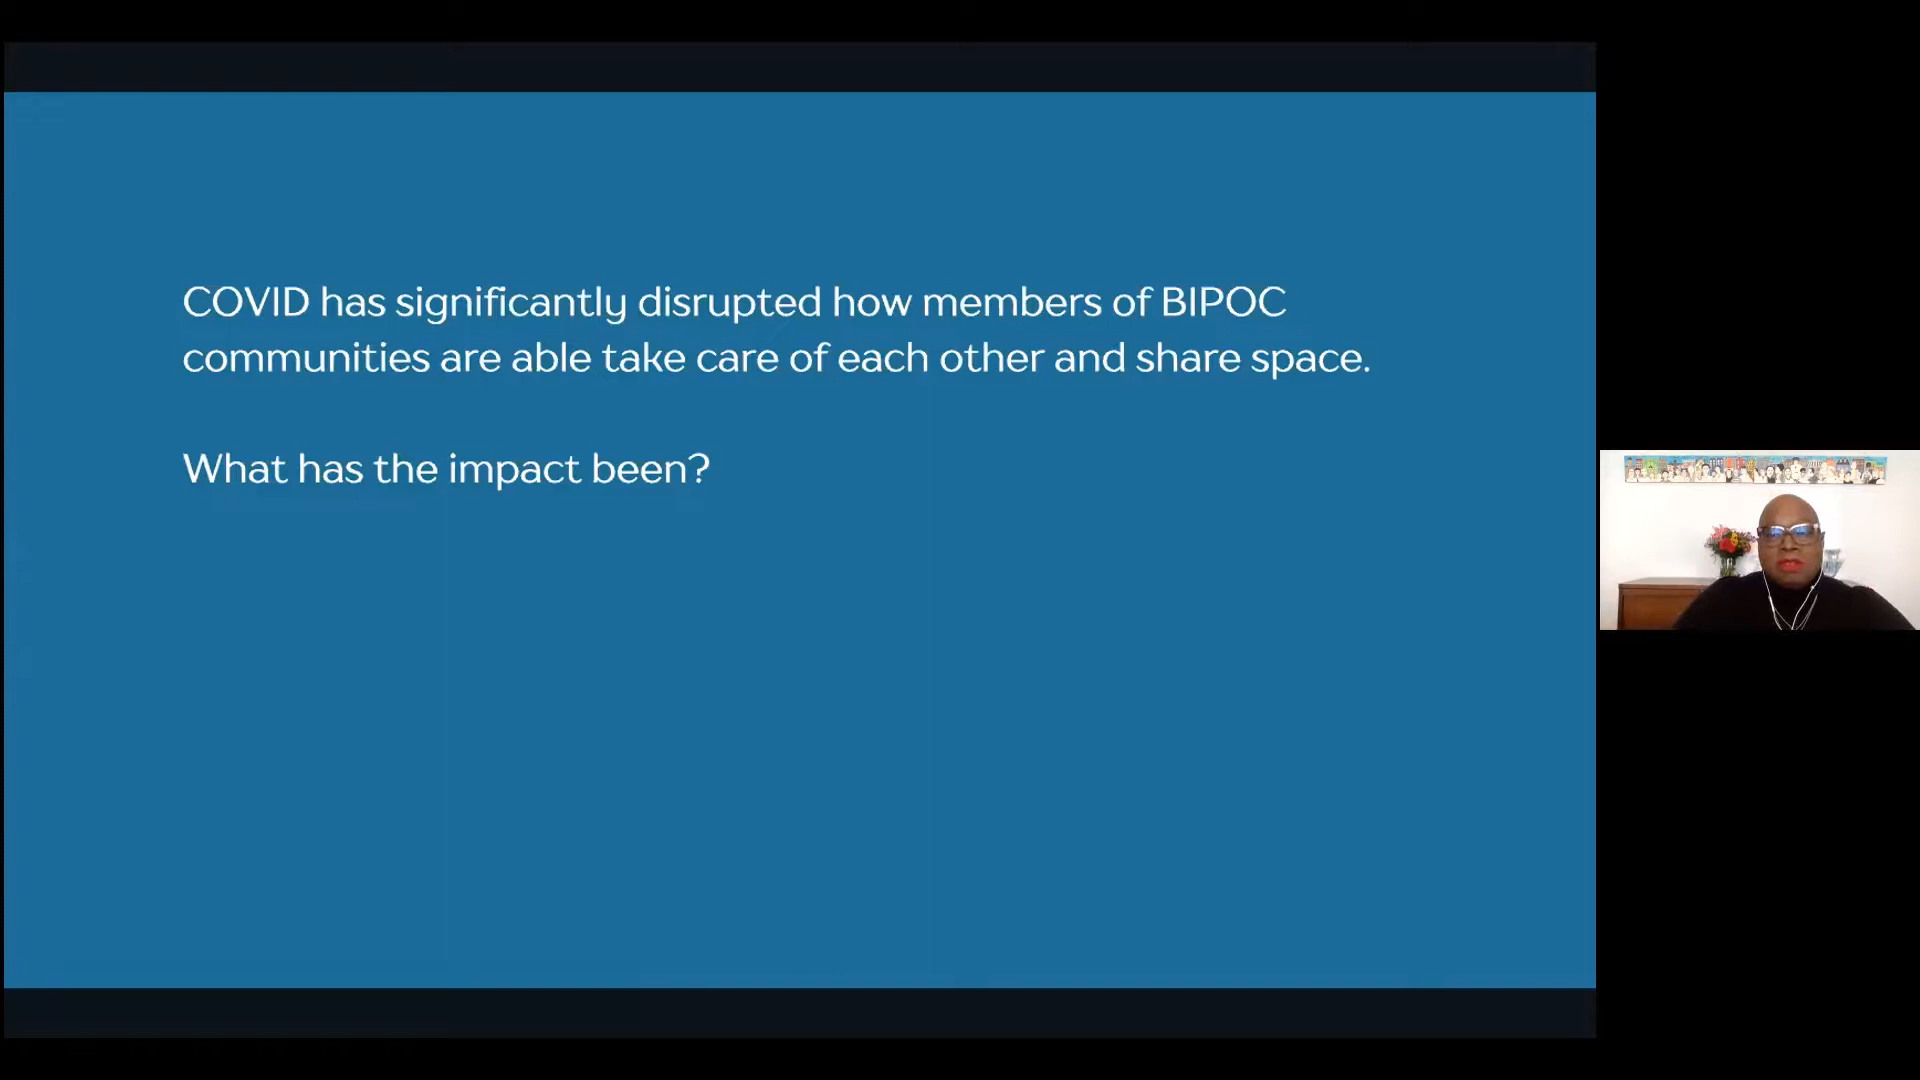 COVID has significantly disrupted how members of BIPOC
communities are able take care of each other and share space.
What has the impact been?